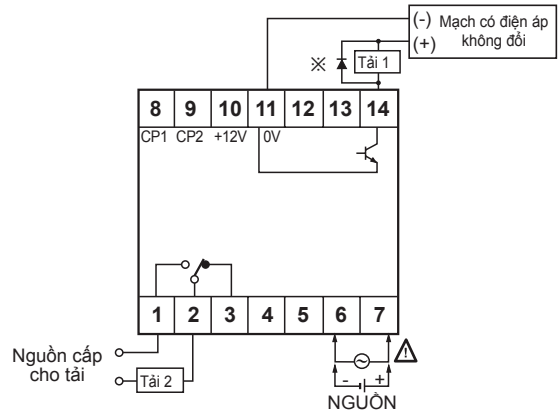 (-) Mạch có điện áp
(+) không đổi
※ Tải 1
8 9 10 11 12 13 14
CP1 CP2 +12V 0V
1 2 3 4 5 6 7
Nguồn cấp
cho tải
Tải 2
- +
NGUỒN